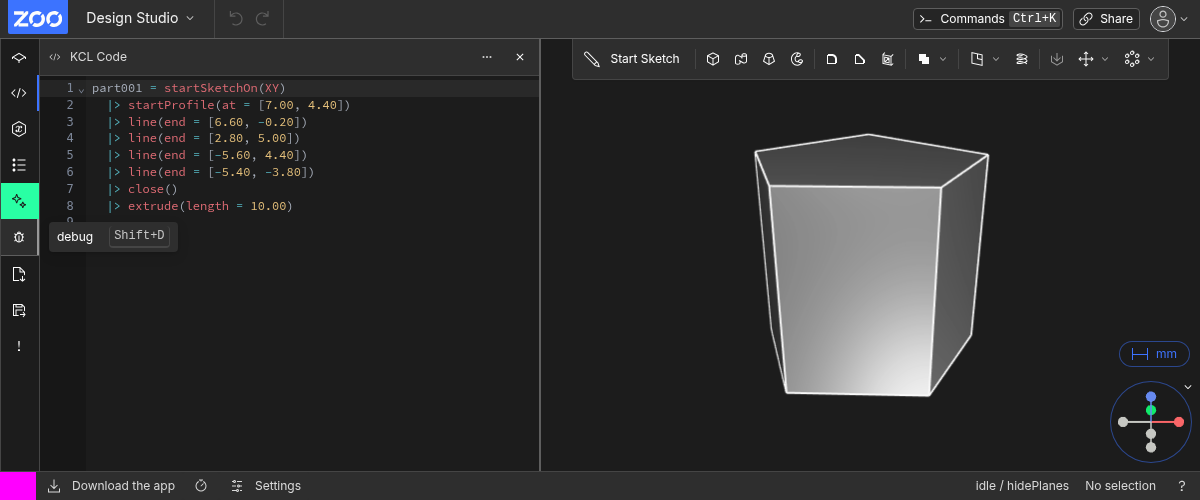 ZOO Design Studio Commands Ctrl+K Share
KCL Code ... Start Sketch
1 part001 = startSketchOn(XY)
2 |> startProfile(at = [7.00, 4.40])
3 |> line(end = [6.60, -0.20])
4 |> line(end = [2.80, 5.00])
5 |> line(end = [-5.60, 4.40])
6 |> line(end = [-5.40, -3.80])
7 |> close()
8 |> extrude(length = 10.00)
debug Shift+D
mm
Download the app Settings idle / hidePlanes No selection ?